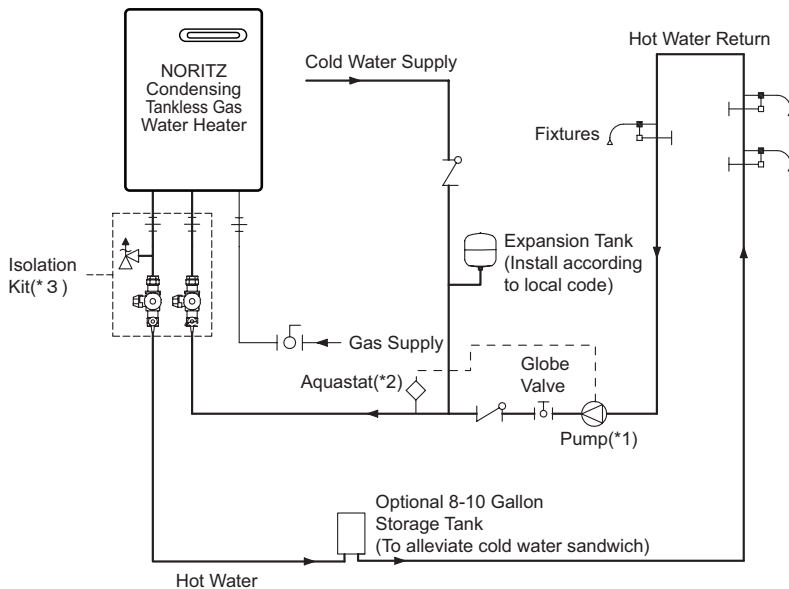 NORITZ
Condensing
Tankless Gas
Water Heater
Cold Water Supply
Hot Water Return
Fixtures
Isolation
Kit(*3)
Expansion Tank
(Install according
to local code)
Gas Supply
Aquastat(*2)
Globe
Valve
Pump(*1)
Optional 8-10 Gallon
Storage Tank
(To alleviate cold water sandwich)
Hot Water